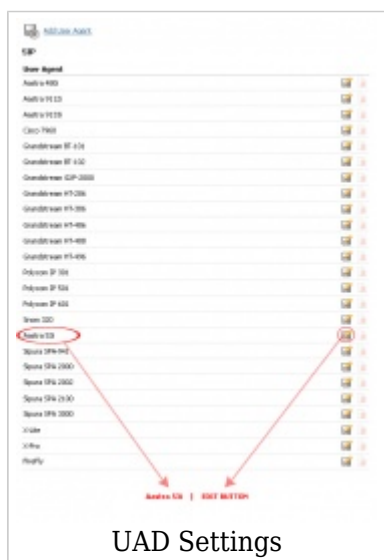 Add User Agent
SIP
User Agent
Aastra 480i
Aastra 9112i
Aastra 9133i
Cisco 7960
Grandstream BT-101
Grandstream BT-102
Grandstream GXP-2000
Grandstream HT-286
Grandstream HT-386
Grandstream HT-486
Grandstream HT-488
Grandstream HT-496
Polycom IP 301
Polycom IP 501
Polycom IP 601
Snom 320
Aastra 53i
Sipura SPA-941
Sipura SPA 2000
Sipura SPA 2002
Sipura SPA 2100
Sipura SPA 3000
X-Lite
X-Pro
FireFly
Aastra 53i | EDIT BUTTON
UAD Settings